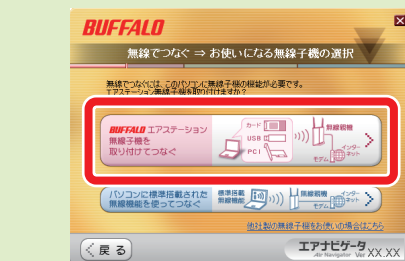 BUFFALO
無線でつなぐ ⇒ お使いになる無線子機の選択
無線でつなぐには、このパソコンに無線子機の機能が必要です。
エアステーション無線子機を取り付けますか?
BUFFALO エアステーション
無線子機を
取り付けてつなぐ
カード
USB
PCI
無線親機
モデム
インターネット
パソコンに標準搭載された
無線機能を使ってつなぐ
標準搭載
無線機能
無線親機
モデム
インターネット
他社製の無線子機をお使いの場合はこちら
戻る
エアナビゲータ
Air Navigator Ver XX.XX